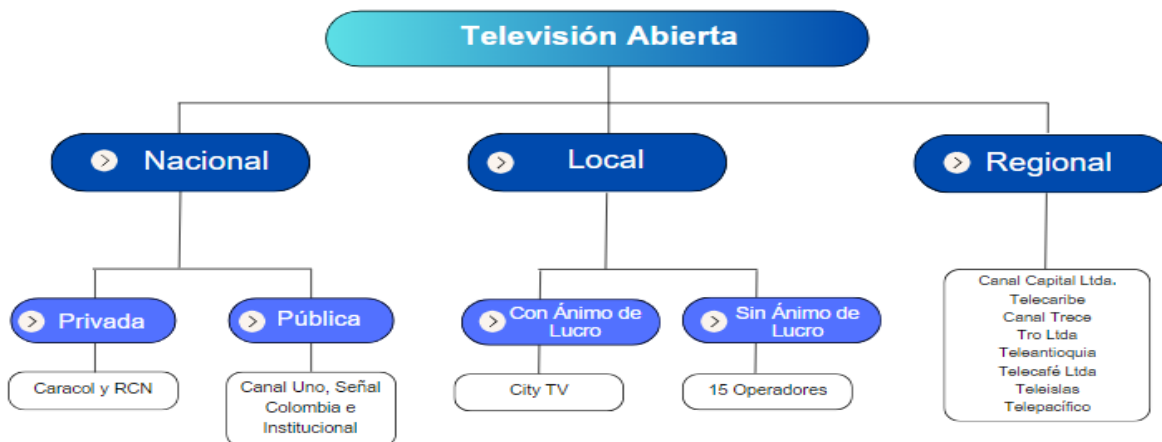 Televisión Abierta
Nacional
Local
Regional
Privada
Pública
Con Ánimo de
Lucro
Sin Ánimo de
Lucro
Caracol y RCN
Canal Uno, Señal
Colombia e
Institucional
City TV
15 Operadores
Canal Capital Ltda.
Telecaribe
Canal Trece
Tro Ltda
Teleantioquia
Telecafé Ltda
Teleislas
Telepacífico